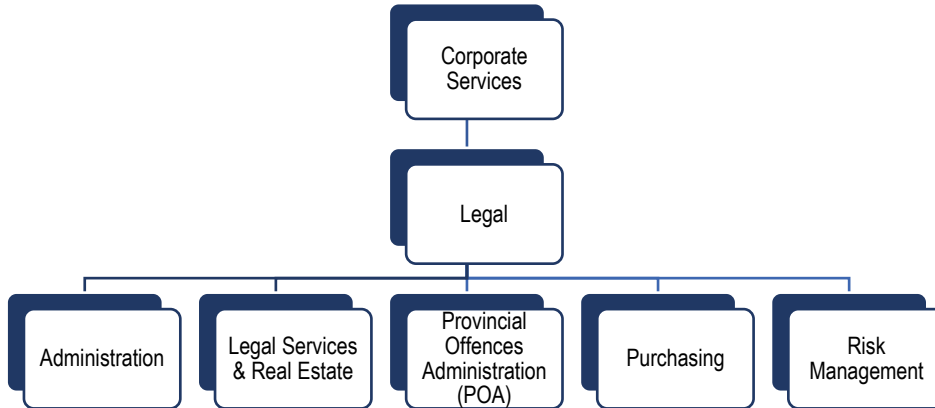 Corporate
Services
Legal
Administration
Legal Services
& Real Estate
Provincial
Offences
Administration
(POA)
Purchasing
Risk
Management